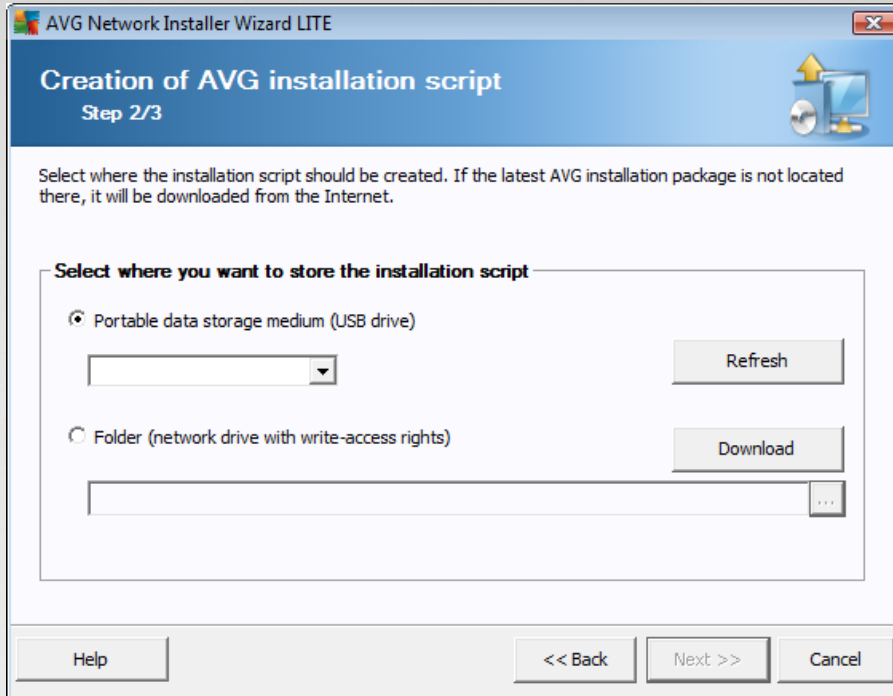 AVG Network Installer Wizard LITE
Creation of AVG installation script
Step 2/3
Select where the installation script should be created. If the latest AVG installation package is not located
there, it will be downloaded from the Internet.
Select where you want to store the installation script
Portable data storage medium (USB drive)
Refresh
Folder (network drive with write-access rights)
Download
...
Help
<< Back
Next >>
Cancel